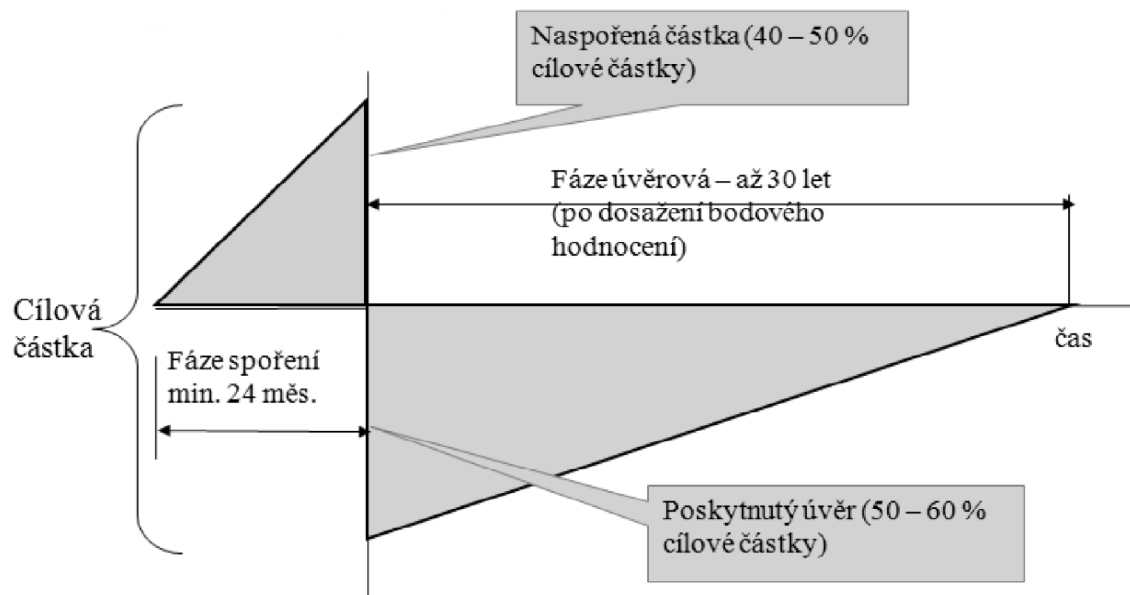 Naspořená částka (40 – 50 %
cílové částky)
Fáze úvěrová – až 30 let
(po dosažení bodového
hodnocení)
Cílová
částka
čas
Fáze spoření
min. 24 měs.
Poskytnutý úvěr (50 – 60 %
cílové částky)